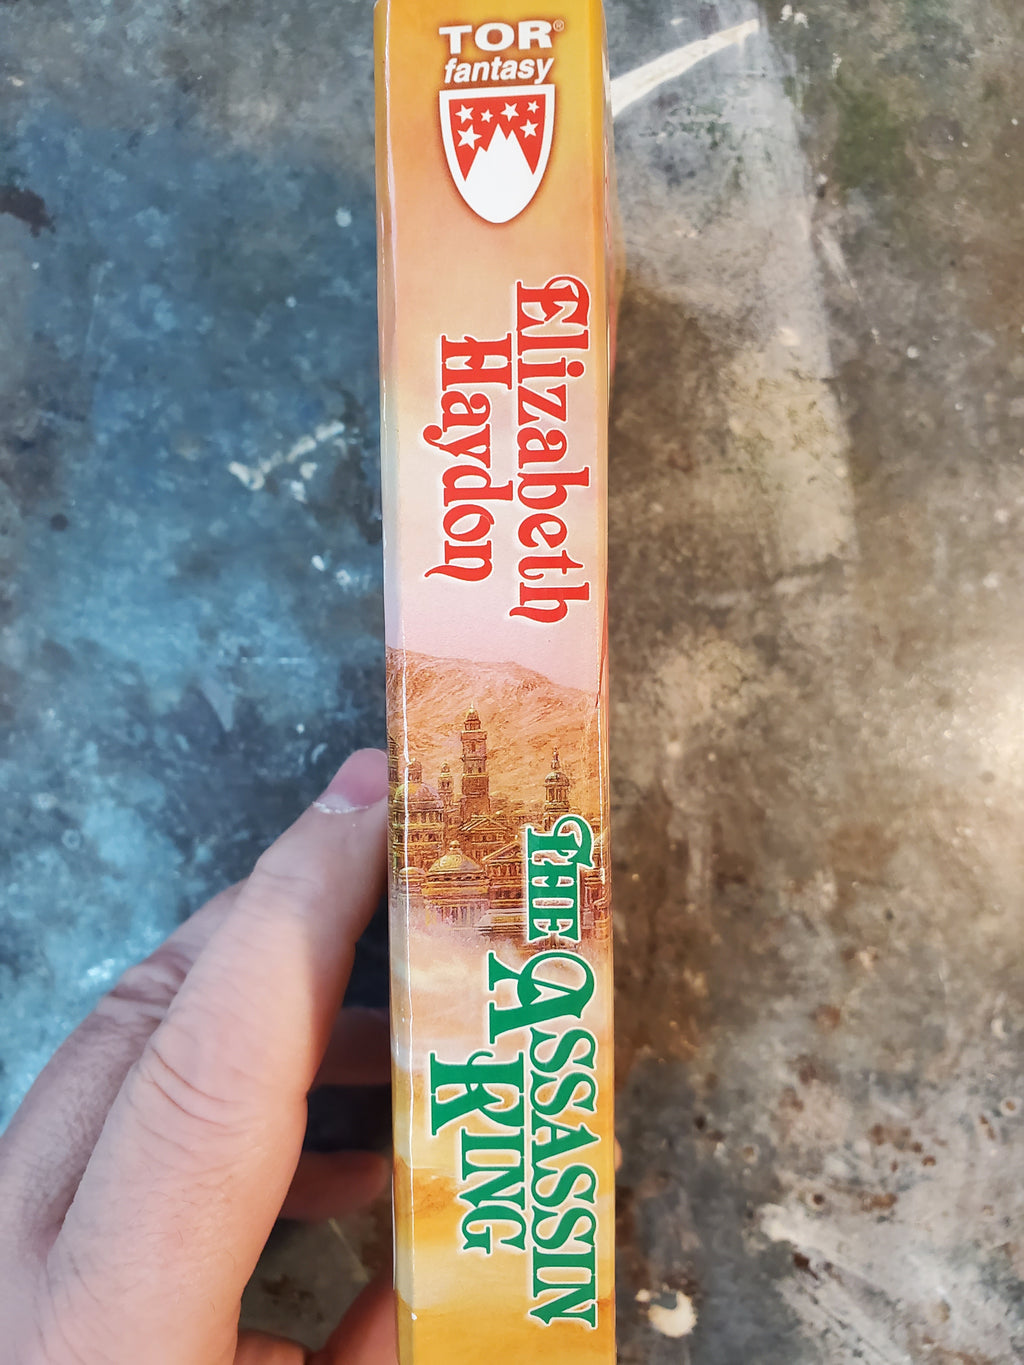 TOR®
fantasy
Elizabeth
Haydon
THE ASSASSIN
KING